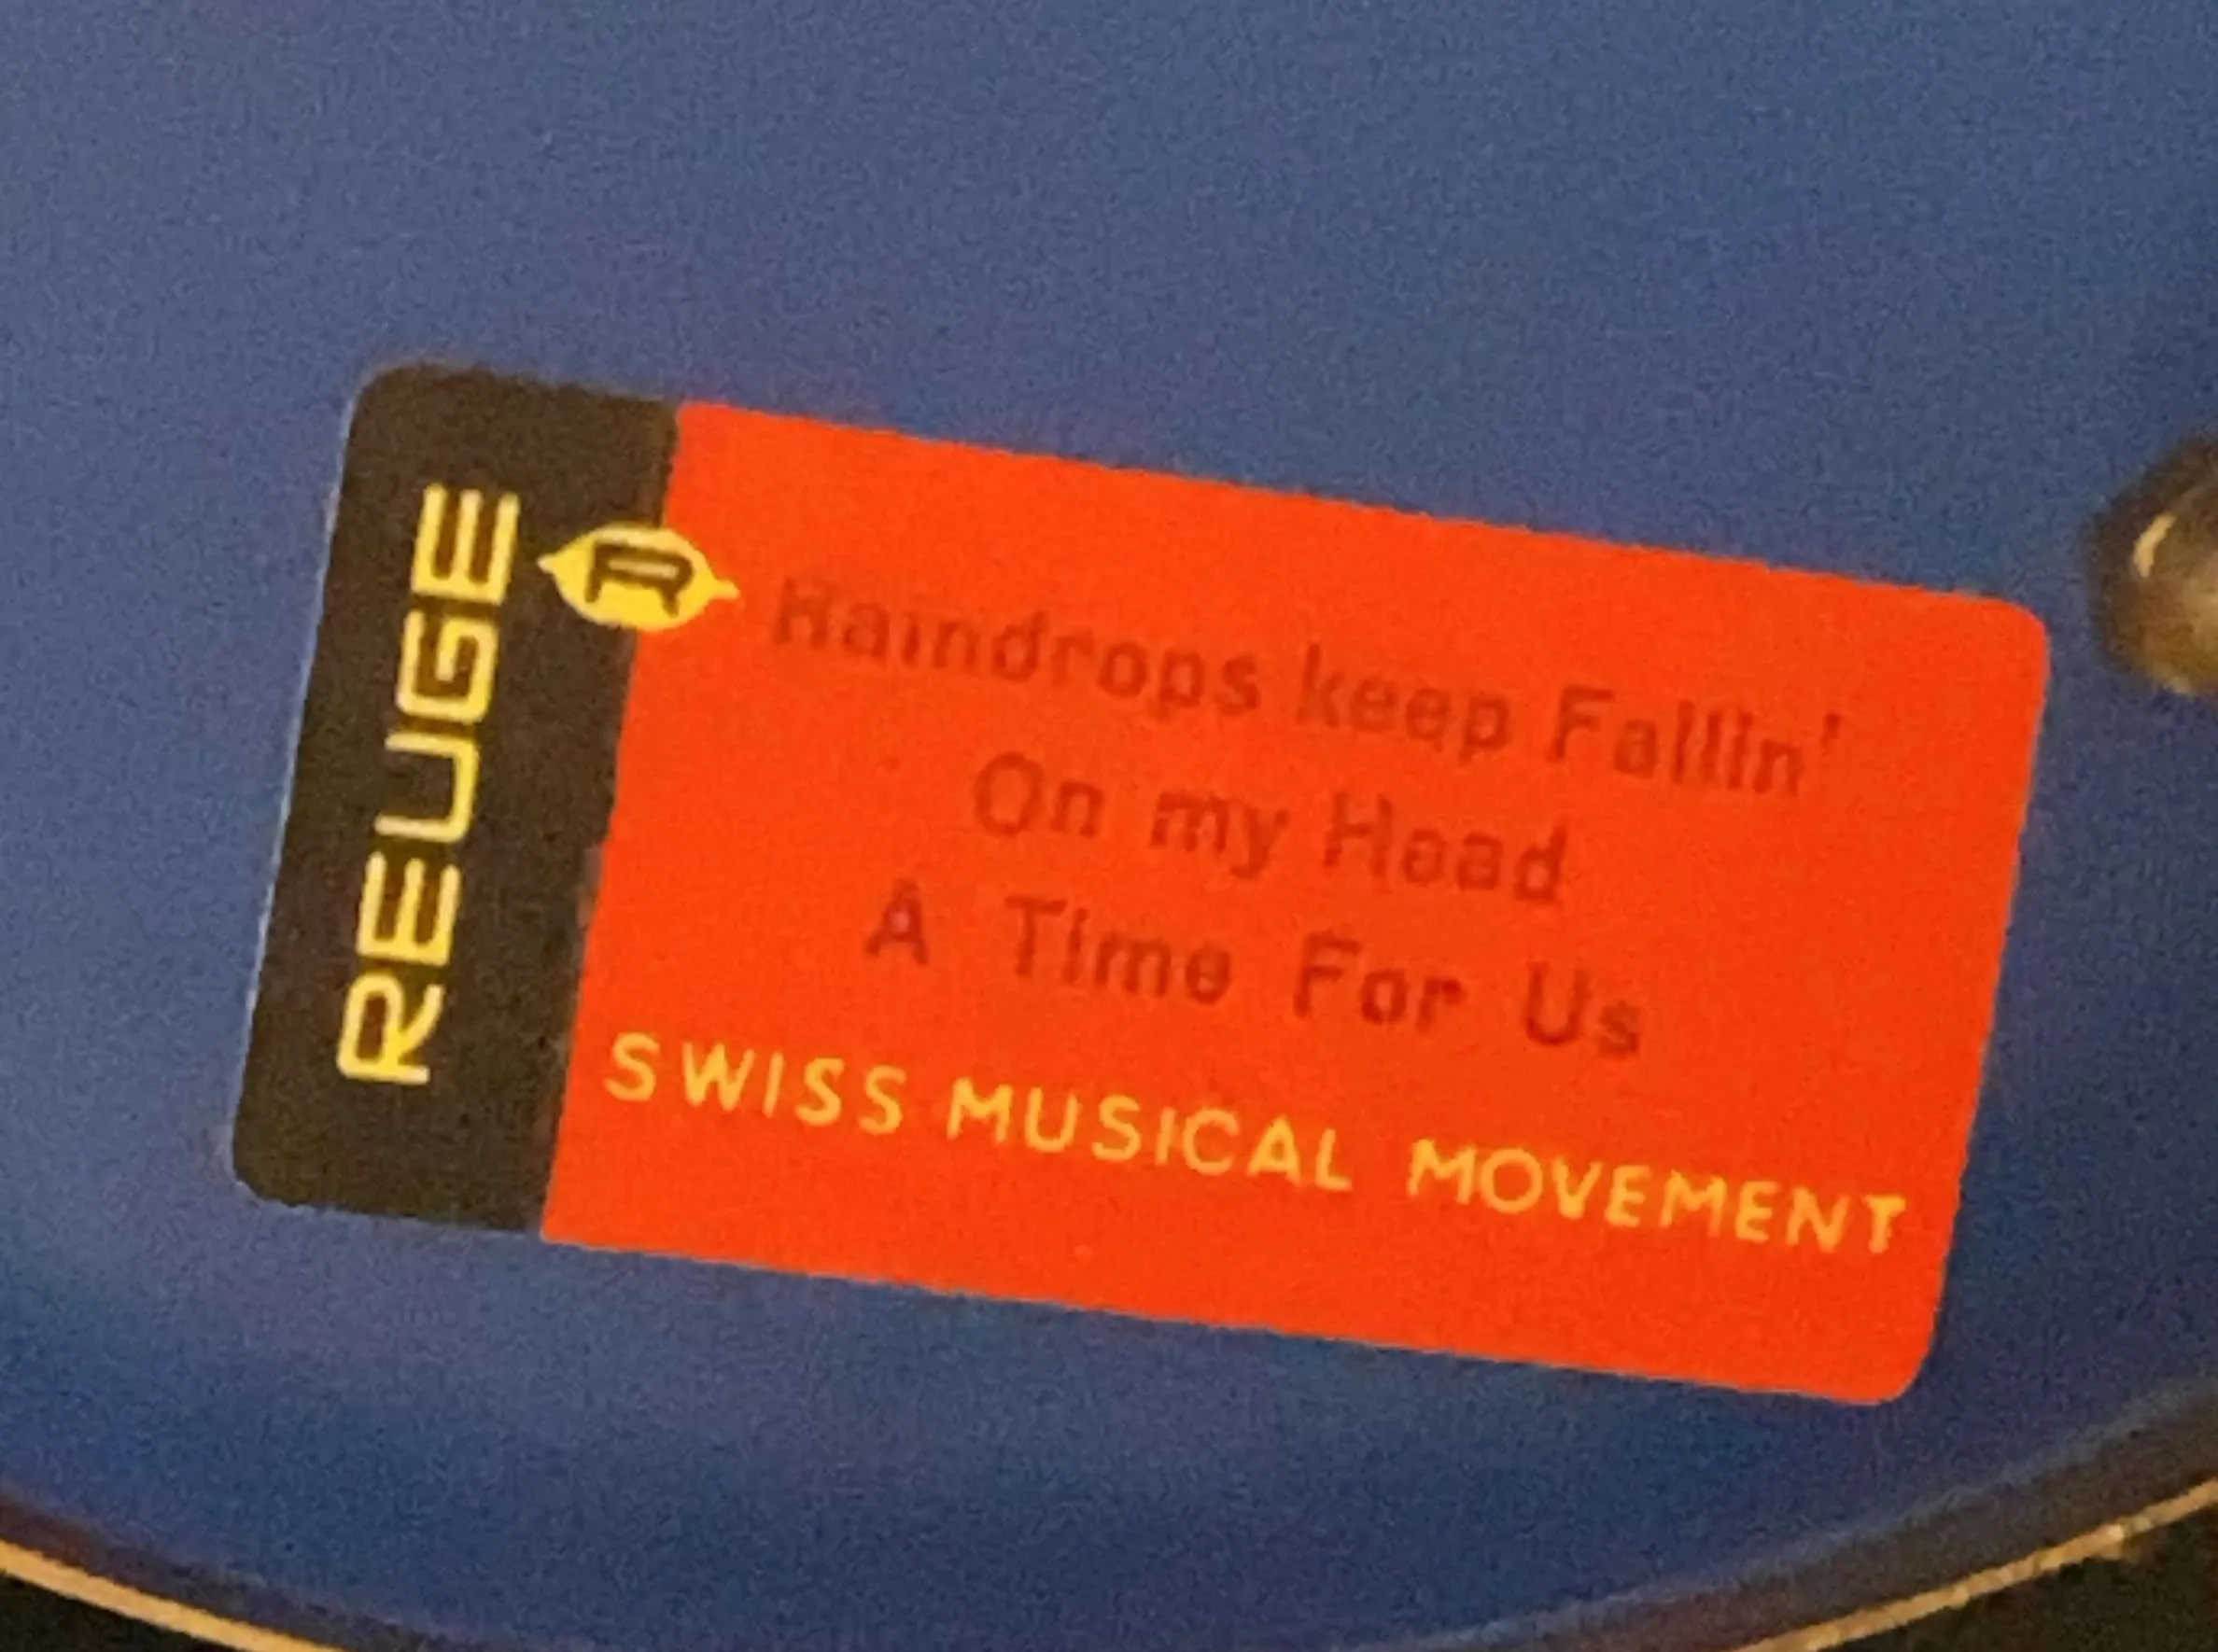 REUGE
R
Raindrops keep Fallin'
On my Head
A Time For Us
SWISS MUSICAL MOVEMENT